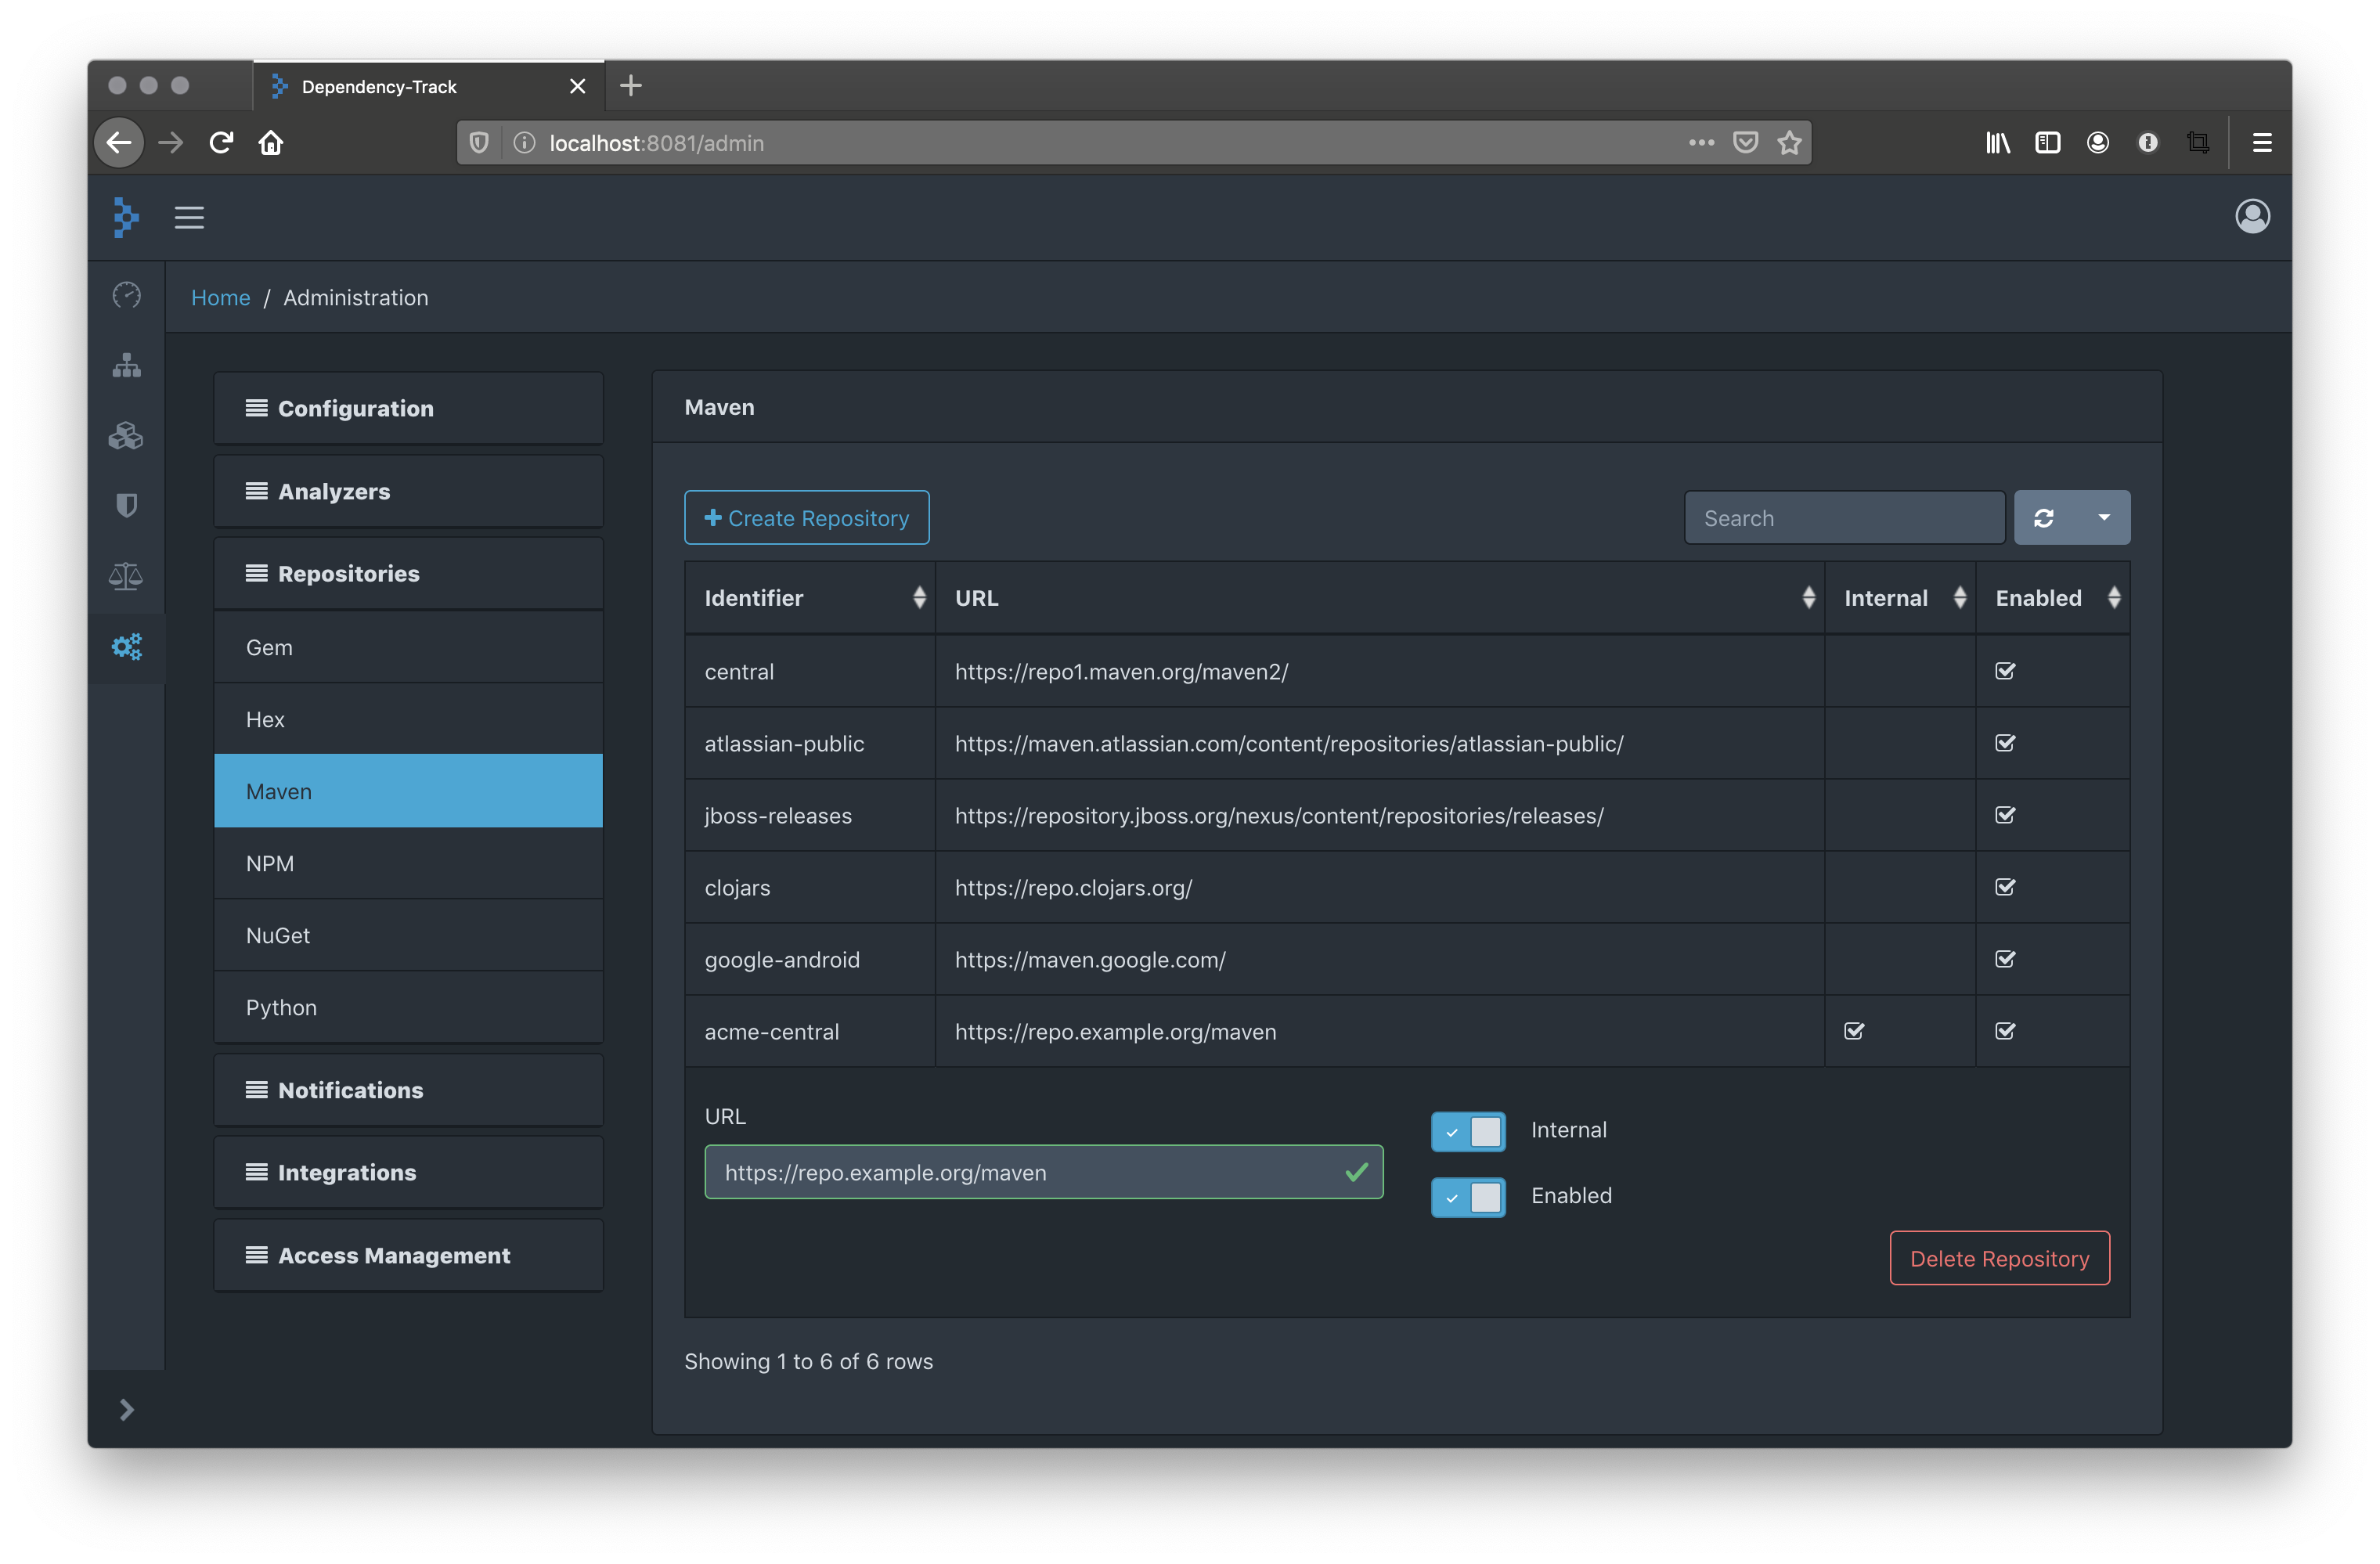 Dependency-Track
localhost:8081/admin
Home / Administration
Configuration
Analyzers
Repositories
Gem
Hex
Maven
NPM
NuGet
Python
Notifications
Integrations
Access Management
Maven
Create Repository
Search
Identifier URL Internal Enabled
central https://repo1.maven.org/maven2/
atlassian-public https://maven.atlassian.com/content/repositories/atlassian-public/
jboss-releases https://repository.jboss.org/nexus/content/repositories/releases/
clojars https://repo.clojars.org/
google-android https://maven.google.com/
acme-central https://repo.example.org/maven
URL
https://repo.example.org/maven
Internal
Enabled
Delete Repository
Showing 1 to 6 of 6 rows